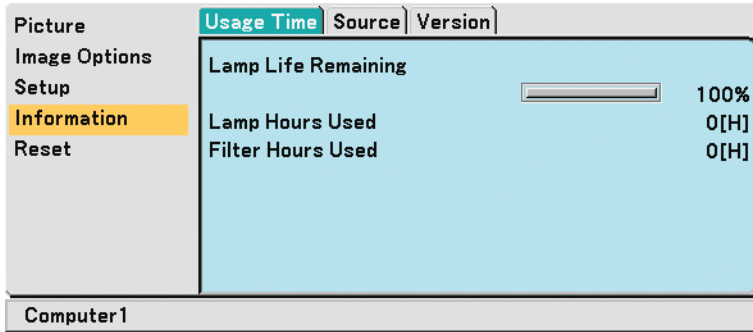 Picture
Image Options
Setup
Information
Reset
Usage Time Source Version
Lamp Life Remaining
100%
Lamp Hours Used 0[H]
Filter Hours Used 0[H]
Computer1